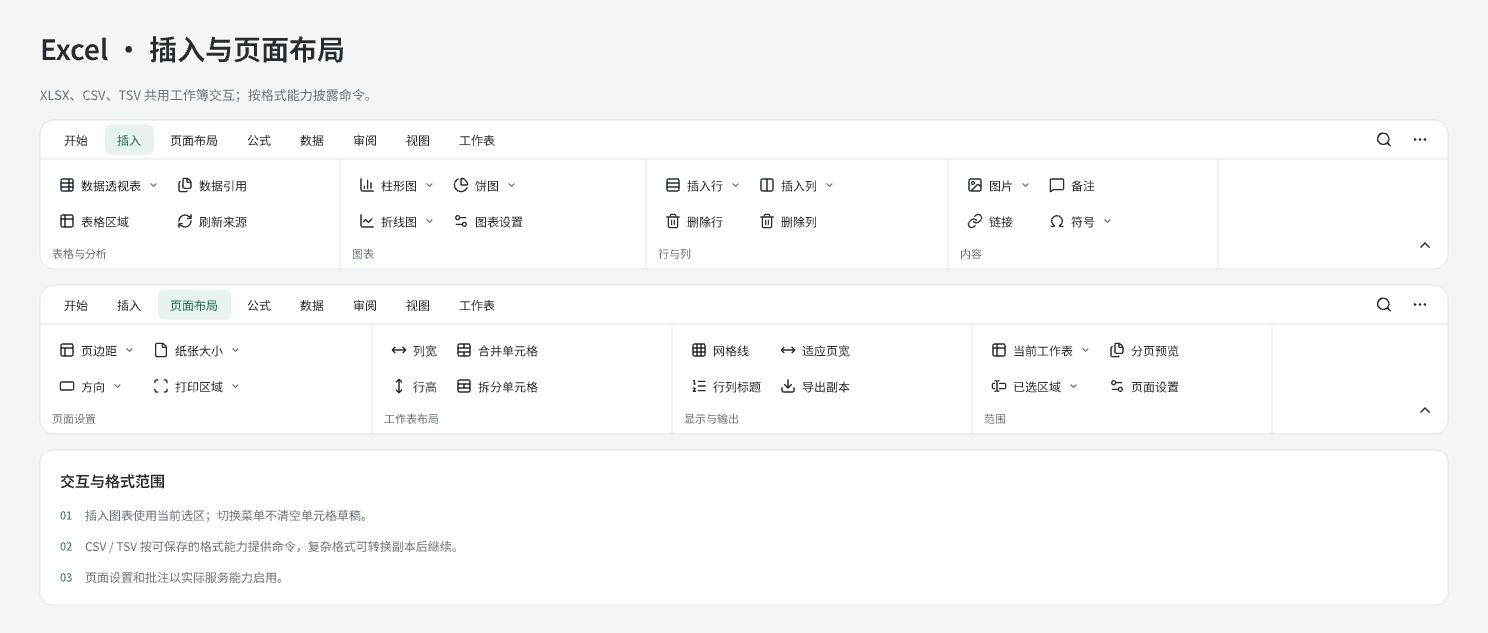 Excel · 插入与页面布局
XLSX、CSV、TSV 共用工作簿交互；按格式能力披露命令。
开始 插入 页面布局 公式 数据 审阅 视图 工作表
数据透视表 数据引用 柱形图 饼图 插入行 插入列 图片 备注
表格区域 刷新来源 折线图 图表设置 删除行 删除列 链接 符号
表格与分析 图表 行与列 内容
开始 插入 页面布局 公式 数据 审阅 视图 工作表
页边距 纸张大小 列宽 合并单元格 网格线 适应页宽 当前工作表 分页预览
方向 打印区域 行高 拆分单元格 行列标题 导出副本 已选区域 页面设置
页面设置 工作表布局 显示与输出 范围
交互与格式范围
01 插入图表使用当前选区；切换菜单不清空单元格草稿。
02 CSV / TSV 按可保存的格式能力提供命令，复杂格式可转换副本后继续。
03 页面设置和批注以实际服务能力启用。